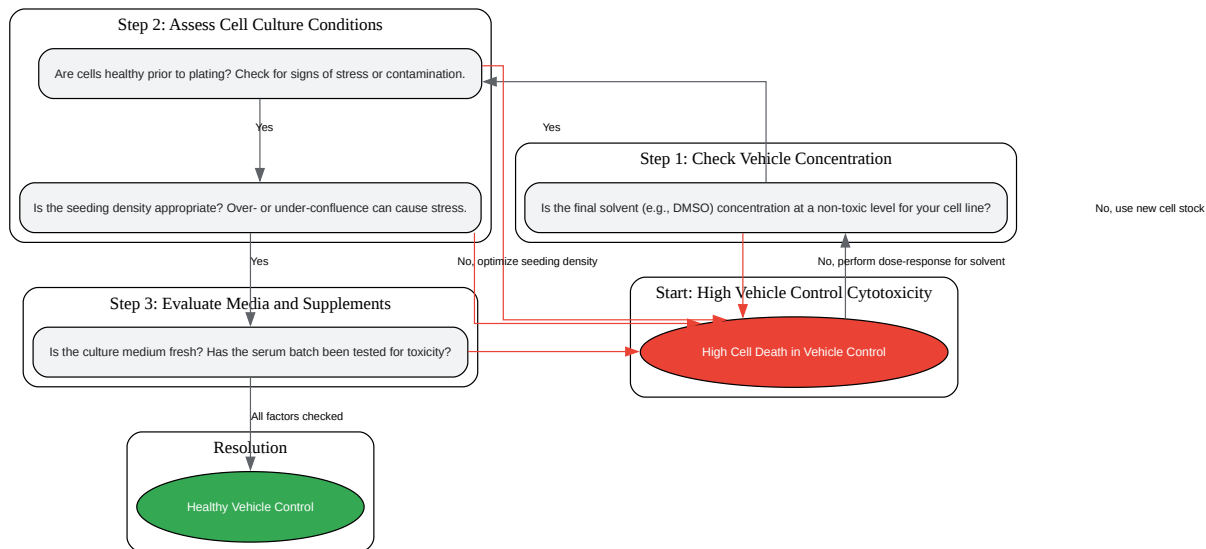 Step 2: Assess Cell Culture Conditions
Are cells healthy prior to plating? Check for signs of stress or contamination.
Yes
Yes
Step 1: Check Vehicle Concentration
Is the seeding density appropriate? Over- or under-confluence can cause stress.
Is the final solvent (e.g., DMSO) concentration at a non-toxic level for your cell line?
No, use new cell stock
Yes
No, optimize seeding density
No, perform dose-response for solvent
Step 3: Evaluate Media and Supplements
Start: High Vehicle Control Cytotoxicity
Is the culture medium fresh? Has the serum batch been tested for toxicity?
High Cell Death in Vehicle Control
All factors checked
Resolution
Healthy Vehicle Control